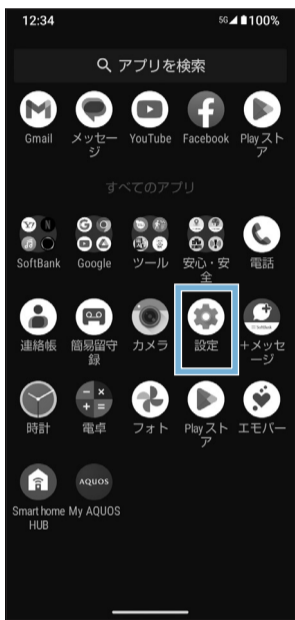 12:34 5G 100%
アプリを検索
Gmail メッセージ YouTube Facebook Play ストア
すべてのアプリ
SoftBank Google ツール 安心・安全 電話
連絡帳 簡易留守録 カメラ 設定 +メッセージ
時計 電卓 フォト Play ストア エモパー
AQUOS
Smart home HUB My AQUOS